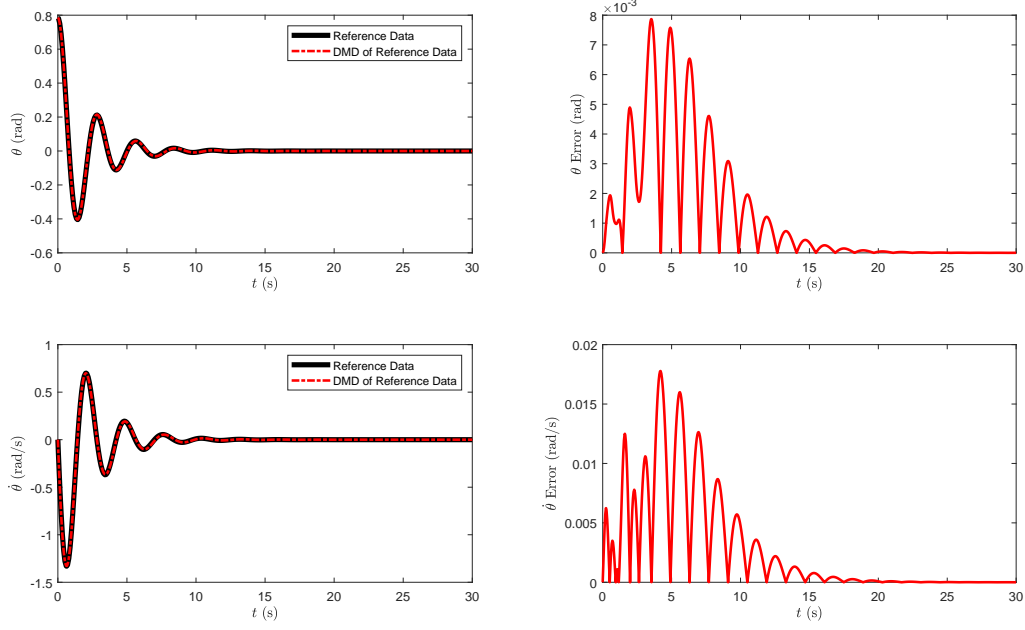 0.8
0.6
0.4
0.2
0
-0.2
-0.4
-0.6
0 5 10 15 20 25 30
θ (rad)
t (s)
Reference Data
DMD of Reference Data
×10⁻³
8
7
6
5
4
3
2
1
0
0 5 10 15 20 25 30
θ Error (rad)
t (s)
1
0.5
0
-0.5
-1
-1.5
0 5 10 15 20 25 30
θ̇ (rad/s)
t (s)
Reference Data
DMD of Reference Data
0.02
0.015
0.01
0.005
0
0 5 10 15 20 25 30
θ̇ Error (rad/s)
t (s)